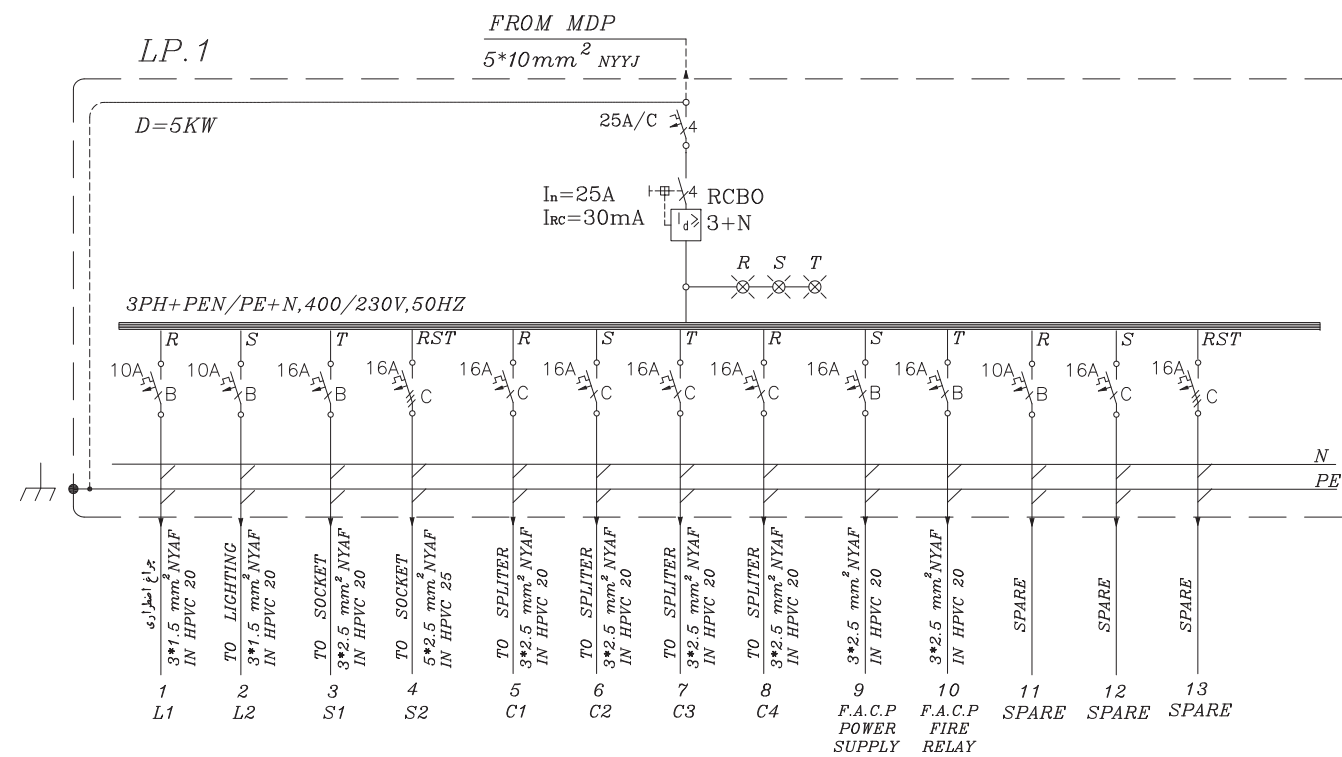 FROM MDP
5*10mm² NYYJ
LP.1
D=5KW
25A/C
4
4
In=25A
IRC=30mA
RCBO
3+N
Id≥
R S T
3PH+PEN/PE+N,400/230V,50HZ
R S T RST R S T R S T R S RST
10A 10A 16A 16A 16A 16A 16A 16A 16A 16A 10A 16A 16A
B B B C C C C C B B B C C
N
PE
چراغ اضطراری
3*1.5 mm² NYAF
IN HPVC 20
TO LIGHTING
3*1.5 mm² NYAF
IN HPVC 20
TO SOCKET
3*2.5 mm² NYAF
IN HPVC 20
TO SOCKET
5*2.5 mm² NYAF
IN HPVC 25
TO SPLITER
3*2.5 mm² NYAF
IN HPVC 20
TO SPLITER
3*2.5 mm² NYAF
IN HPVC 20
TO SPLITER
3*2.5 mm² NYAF
IN HPVC 20
TO SPLITER
3*2.5 mm² NYAF
IN HPVC 20
3*2.5 mm² NYAF
IN HPVC 20
3*2.5 mm² NYAF
IN HPVC 20
SPARE
SPARE
SPARE
1 2 3 4 5 6 7 8 9 10 11 12 13
L1 L2 S1 S2 C1 C2 C3 C4 F.A.C.P F.A.C.P SPARE SPARE SPARE
POWER FIRE
SUPPLY RELAY